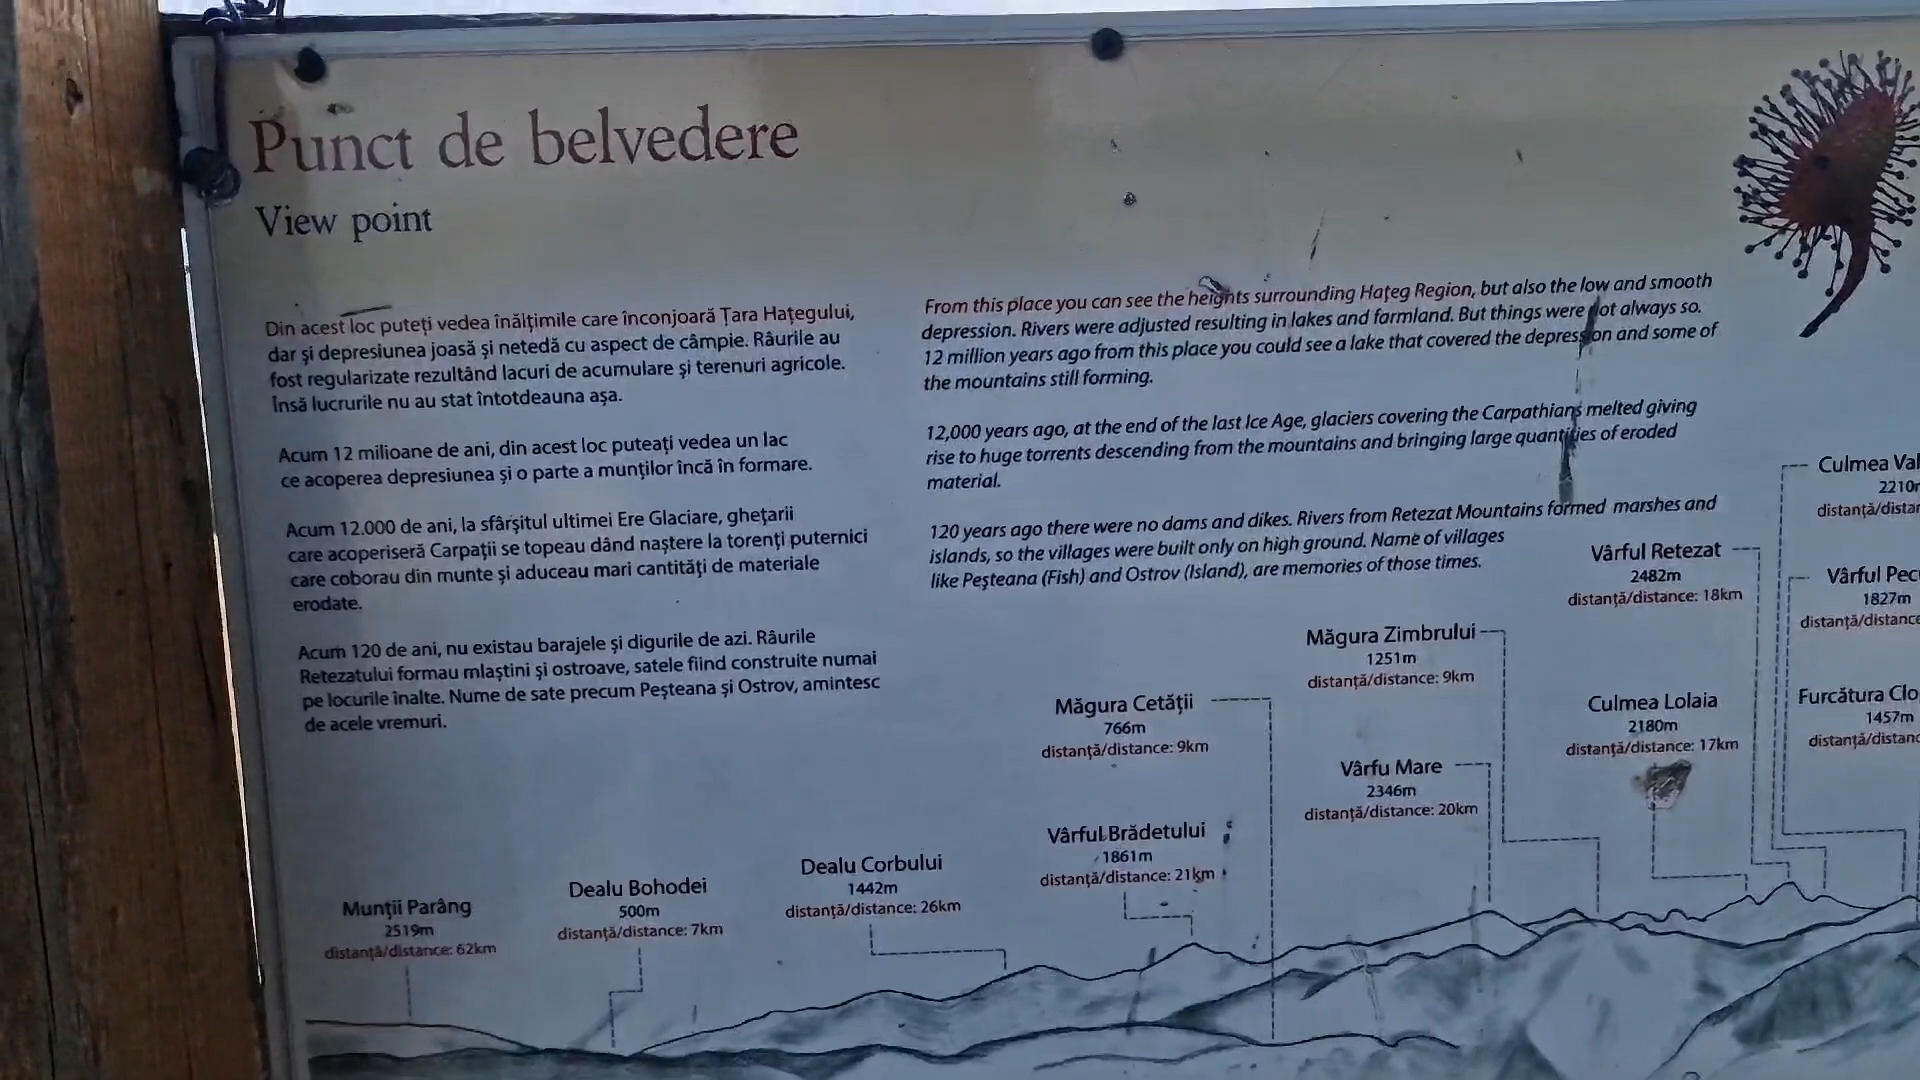 Punct de belvedere
View point
Din acest loc puteți vedea înălțimile care înconjoară Țara Hațegului,
dar și depresiunea joasă și netedă cu aspect de câmpie. Râurile au
fost regularizate rezultând lacuri de acumulare și terenuri agricole.
Însă lucrurile nu au stat întotdeauna așa.
Acum 12 milioane de ani, din acest loc puteați vedea un lac
ce acoperea depresiunea și o parte a munților încă în formare.
Acum 12.000 de ani, la sfârșitul ultimei Ere Glaciare, ghețarii
care acoperiseră Carpații se topeau dând naștere la torenți puternici
care coborau din munte și aduceau mari cantități de materiale
erodate.
Acum 120 de ani, nu existau barajele și digurile de azi. Râurile
Retezatului formau mlaștini și ostroave, satele fiind construite numai
pe locurile înalte. Nume de sate precum Peșteana și Ostrov, amintesc
de acele vremuri.
From this place you can see the heights surrounding Hațeg Region, but also the low and smooth
depression. Rivers were adjusted resulting in lakes and farmland. But things were not always so.
12 million years ago from this place you could see a lake that covered the depression and some of
the mountains still forming.
12,000 years ago, at the end of the last Ice Age, glaciers covering the Carpathians melted giving
rise to huge torrents descending from the mountains and bringing large quantities of eroded
material.
120 years ago there were no dams and dikes. Rivers from Retezat Mountains formed marshes and
islands, so the villages were built only on high ground. Name of villages
like Peșteana (Fish) and Ostrov (Island), are memories of those times.
Munții Parâng
2519m
distanță/distance: 62km
Dealu Bohodei
500m
distanță/distance: 7km
Dealu Corbului
1442m
distanță/distance: 26km
Măgura Cetății
766m
distanță/distance: 9km
Vârful Brădetului
1861m
distanță/distance: 21km
Măgura Zimbrului
1251m
distanță/distance: 9km
Vârfu Mare
2346m
distanță/distance: 20km
Vârful Retezat
2482m
distanță/distance: 18km
Culmea Lolaia
2180m
distanță/distance: 17km
Culmea Val
2210m
distanță/distan
Vârful Pec
1827m
distanță/distance
Furcătura Clo
1457m
distanță/distanc